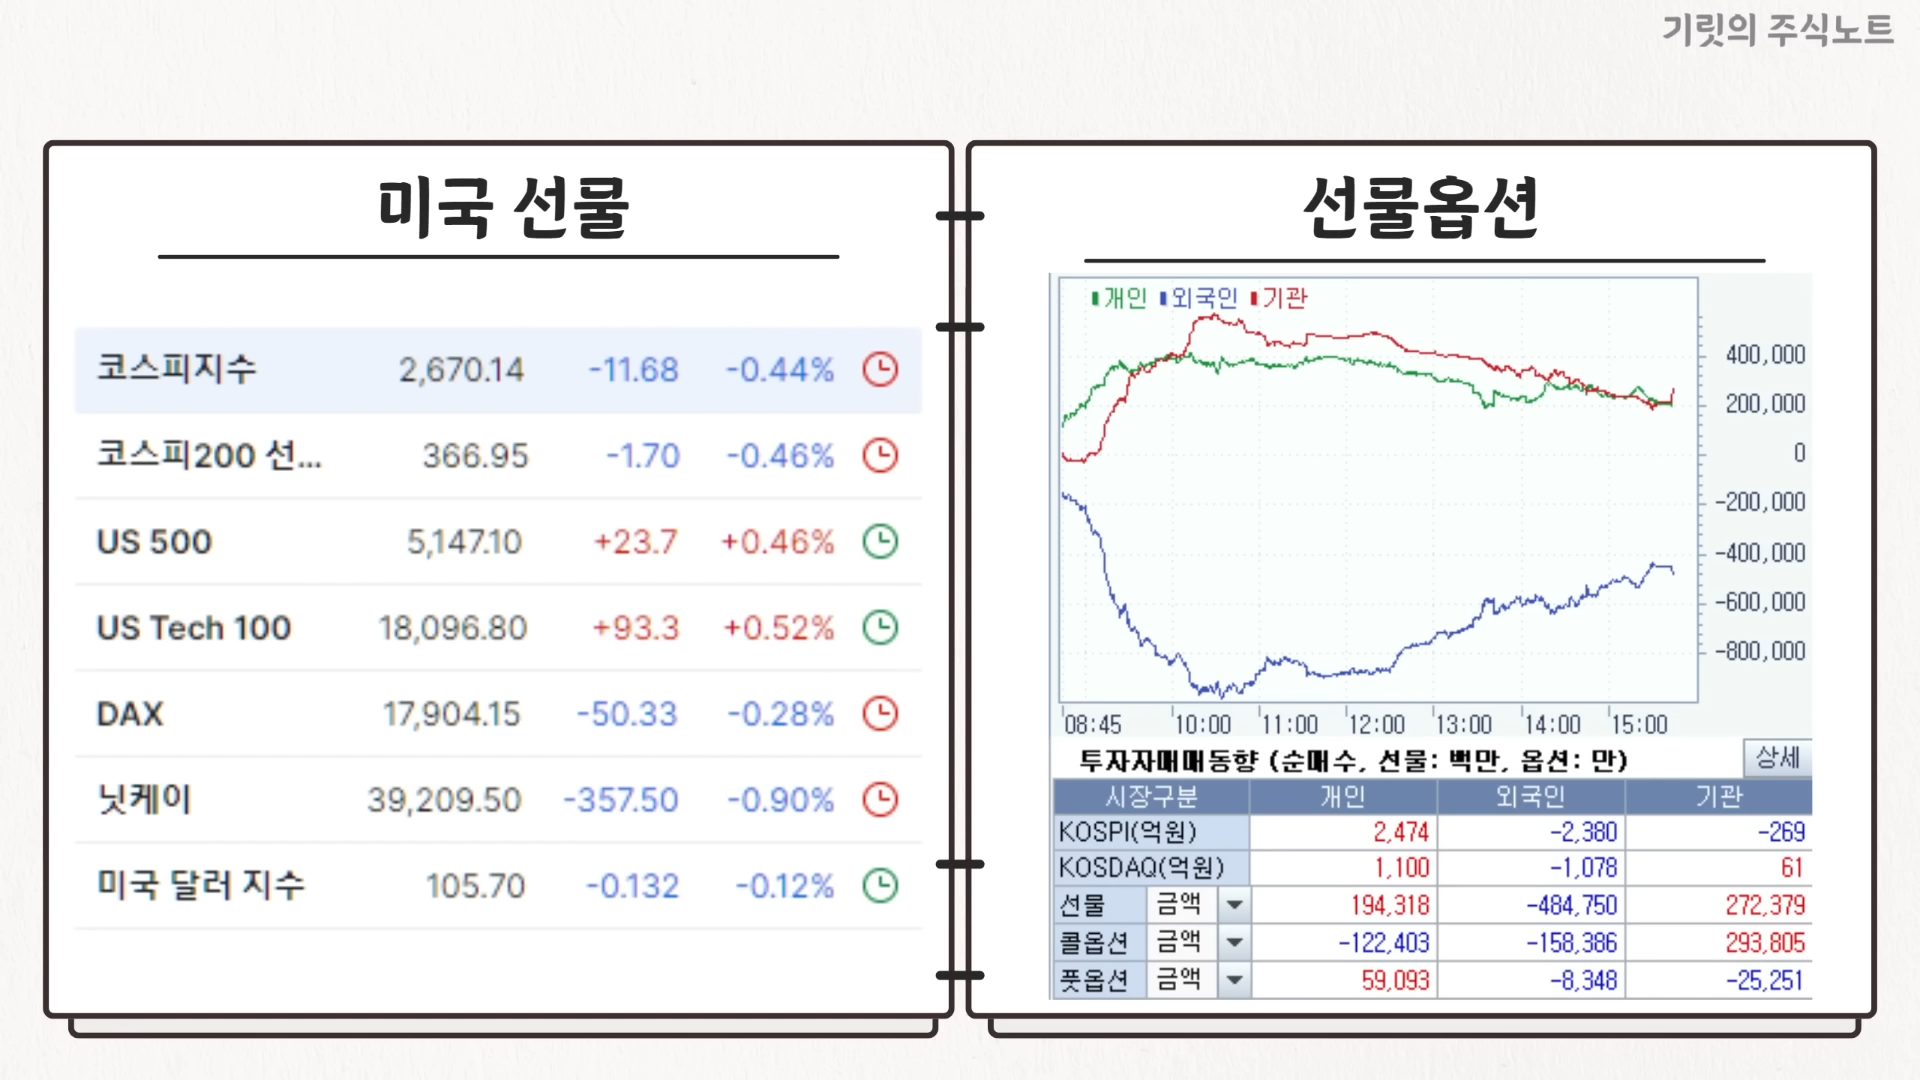 기릿의 주식노트
미국 선물
코스피지수 2,670.14 -11.68 -0.44%
코스피200 선... 366.95 -1.70 -0.46%
US 500 5,147.10 +23.7 +0.46%
US Tech 100 18,096.80 +93.3 +0.52%
DAX 17,904.15 -50.33 -0.28%
닛케이 39,209.50 -357.50 -0.90%
미국 달러 지수 105.70 -0.132 -0.12%
선물옵션
개인 외국인 기관
400,000
200,000
0
-200,000
-400,000
-600,000
-800,000
08:45 10:00 11:00 12:00 13:00 14:00 15:00
투자자매매동향 (순매수, 선물: 백만, 옵션: 만) 상세
시장구분 개인 외국인 기관
KOSPI(억원) 2,474 -2,380 -269
KOSDAQ(억원) 1,100 -1,078 61
선물 금액 194,318 -484,750 272,379
콜옵션 금액 -122,403 -158,386 293,805
풋옵션 금액 59,093 -8,348 -25,251